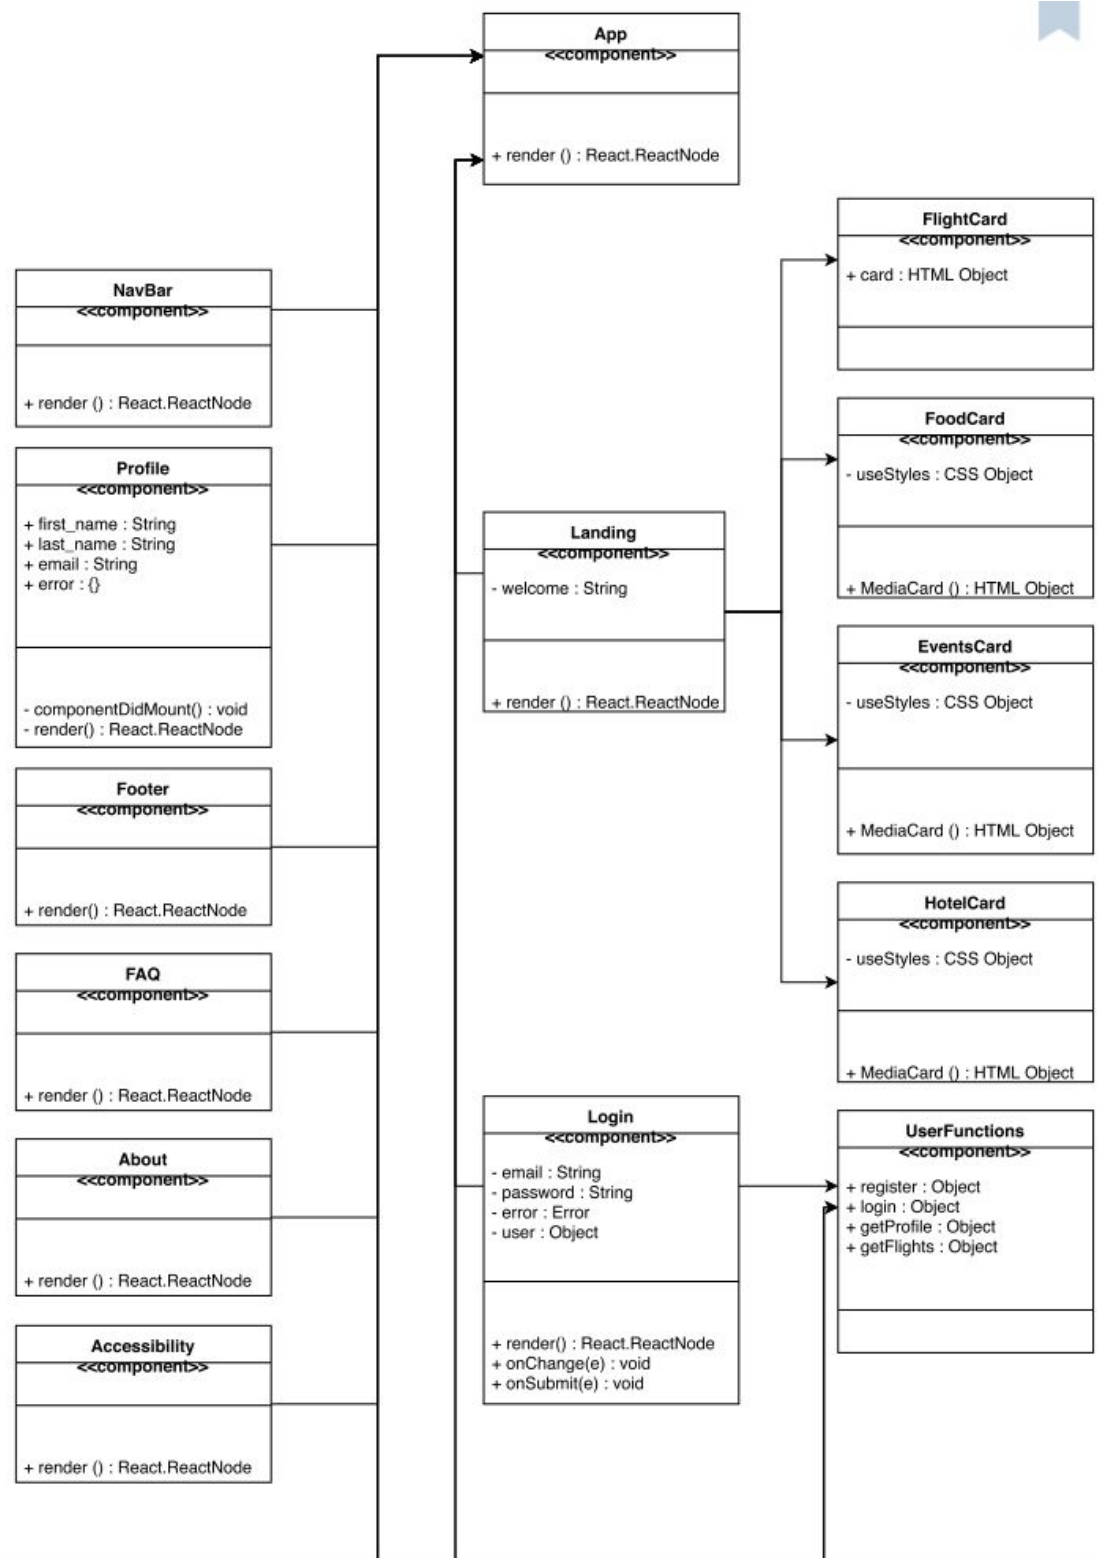 App
<<component>>
+ render () : React.ReactNode
FlightCard
<<component>>
+ card : HTML Object
NavBar
<<component>>
+ render () : React.ReactNode
FoodCard
<<component>>
- useStyles : CSS Object
+ MediaCard () : HTML Object
Profile
<<component>>
+ first_name : String
+ last_name : String
+ email : String
+ error : {}
- componentDidMount() : void
- render() : React.ReactNode
Landing
<<component>>
- welcome : String
+ render () : React.ReactNode
EventsCard
<<component>>
- useStyles : CSS Object
+ MediaCard () : HTML Object
Footer
<<component>>
+ render() : React.ReactNode
HotelCard
<<component>>
- useStyles : CSS Object
+ MediaCard () : HTML Object
FAQ
<<component>>
+ render () : React.ReactNode
Login
<<component>>
- email : String
- password : String
- error : Error
- user : Object
+ render() : React.ReactNode
+ onChange(e) : void
+ onSubmit(e) : void
UserFunctions
<<component>>
+ register : Object
+ login : Object
+ getProfile : Object
+ getFlights : Object
About
<<component>>
+ render () : React.ReactNode
Accessibility
<<component>>
+ render () : React.ReactNode